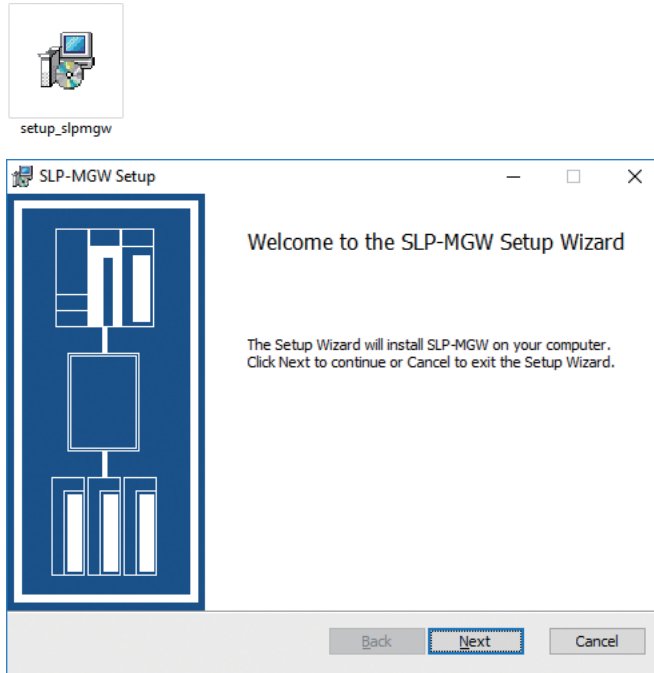 setup_slpmgw
SLP-MGW Setup
Welcome to the SLP-MGW Setup Wizard
The Setup Wizard will install SLP-MGW on your computer.
Click Next to continue or Cancel to exit the Setup Wizard.
Back Next Cancel